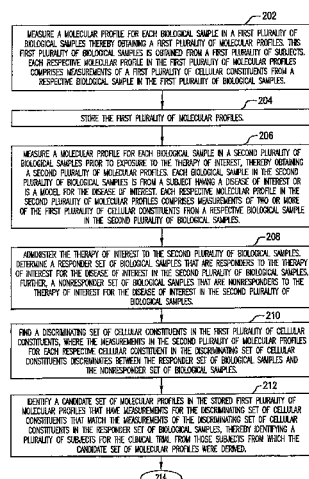 202
MEASURE A MOLECULAR PROFILE FOR EACH BIOLOGICAL SAMPLE IN A FIRST PLURALITY OF
BIOLOGICAL SAMPLES THEREBY OBTAINING A FIRST PLURALITY OF MOLECULAR PROFILES. THIS
FIRST PLURALITY OF BIOLOGICAL SAMPLES IS OBTAINED FROM A FIRST PLURALITY OF SUBJECTS.
EACH RESPECTIVE MOLECULAR PROFILE IN THE FIRST PLURALITY OF MOLECULAR PROFILES
COMPRISES MEASUREMENTS OF A FIRST PLURALITY OF CELLULAR CONSTITUENTS FROM A
RESPECTIVE BIOLOGICAL SAMPLE IN THE FIRST PLURALITY OF BIOLOGICAL SAMPLES.
204
STORE THE FIRST PLURALITY OF MOLECULAR PROFILES.
206
MEASURE A MOLECULAR PROFILE FOR EACH BIOLOGICAL SAMPLE IN A SECOND PLURALITY OF
BIOLOGICAL SAMPLES PRIOR TO EXPOSURE TO THE THERAPY OF INTEREST, THEREBY OBTAINING
A SECOND PLURALITY OF MOLECULAR PROFILES. EACH BIOLOGICAL SAMPLE IN THE SECOND
PLURALITY OF BIOLOGICAL SAMPLES IS FROM A SUBJECT HAVING A DISEASE OF INTEREST OR
IS A MODEL FOR THE DISEASE OF INTEREST. EACH RESPECTIVE MOLECULAR PROFILE IN THE
SECOND PLURALITY OF MOLECULAR PROFILES COMPRISES MEASUREMENTS OF TWO OR MORE
OF THE FIRST PLURALITY OF CELLULAR CONSTITUENTS FROM A RESPECTIVE BIOLOGICAL SAMPLE
IN THE SECOND PLURALITY OF BIOLOGICAL SAMPLES.
208
ADMINISTER THE THERAPY OF INTEREST TO THE SECOND PLURALITY OF BIOLOGICAL SAMPLES.
DETERMINE A RESPONDER SET OF BIOLOGICAL SAMPLES THAT ARE RESPONDERS TO THE THERAPY
OF INTEREST FOR THE DISEASE OF INTEREST IN THE SECOND PLURALITY OF BIOLOGICAL SAMPLES.
FURTHER, A NONRESPONDER SET OF BIOLOGICAL SAMPLES THAT ARE NONRESPONDERS TO THE
THERAPY OF INTEREST FOR THE DISEASE OF INTEREST IN THE SECOND PLURALITY OF
BIOLOGICAL SAMPLES.
210
FIND A DISCRIMINATING SET OF CELLULAR CONSTITUENTS IN THE FIRST PLURALITY OF CELLULAR
CONSTITUENTS, WHERE THE MEASUREMENTS IN THE SECOND PLURALITY OF MOLECULAR PROFILES
FOR EACH RESPECTIVE CELLULAR CONSTITUENT IN THE DISCRIMINATING SET OF CELLULAR
CONSTITUENTS DISCRIMINATES BETWEEN THE RESPONDER SET OF BIOLOGICAL SAMPLES AND
THE NONRESPONDER SET OF BIOLOGICAL SAMPLES.
212
IDENTIFY A CANDIDATE SET OF MOLECULAR PROFILES IN THE STORED FIRST PLURALITY OF
MOLECULAR PROFILES THAT HAVE MEASUREMENTS FOR THE DISCRIMINATING SET OF CELLULAR
CONSTITUENTS THAT MATCH THE MEASUREMENTS OF THE DISCRIMINATING SET OF CELLULAR
CONSTITUENTS IN THE RESPONDER SET OF BIOLOGICAL SAMPLES, THEREBY IDENTIFYING A
PLURALITY OF SUBJECTS FOR THE CLINICAL TRIAL FROM THOSE SUBJECTS FROM WHICH THE
CANDIDATE SET OF MOLECULAR PROFILES WERE DERIVED.
214